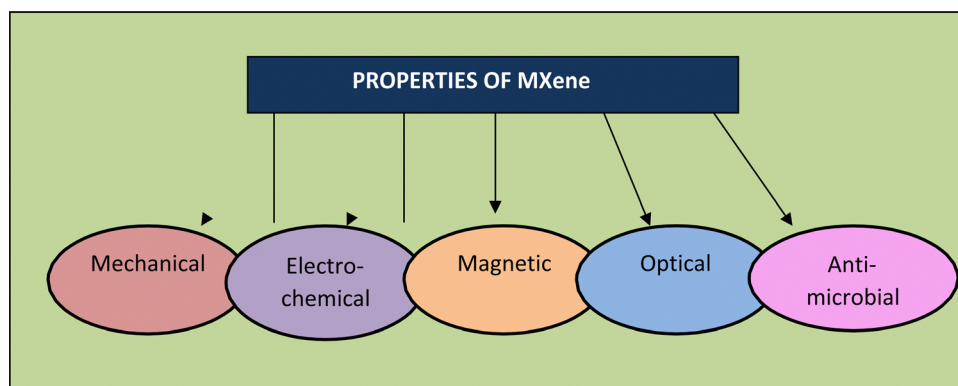 PROPERTIES OF MXene
Mechanical
Electro-
chemical
Magnetic
Optical
Anti-
microbial